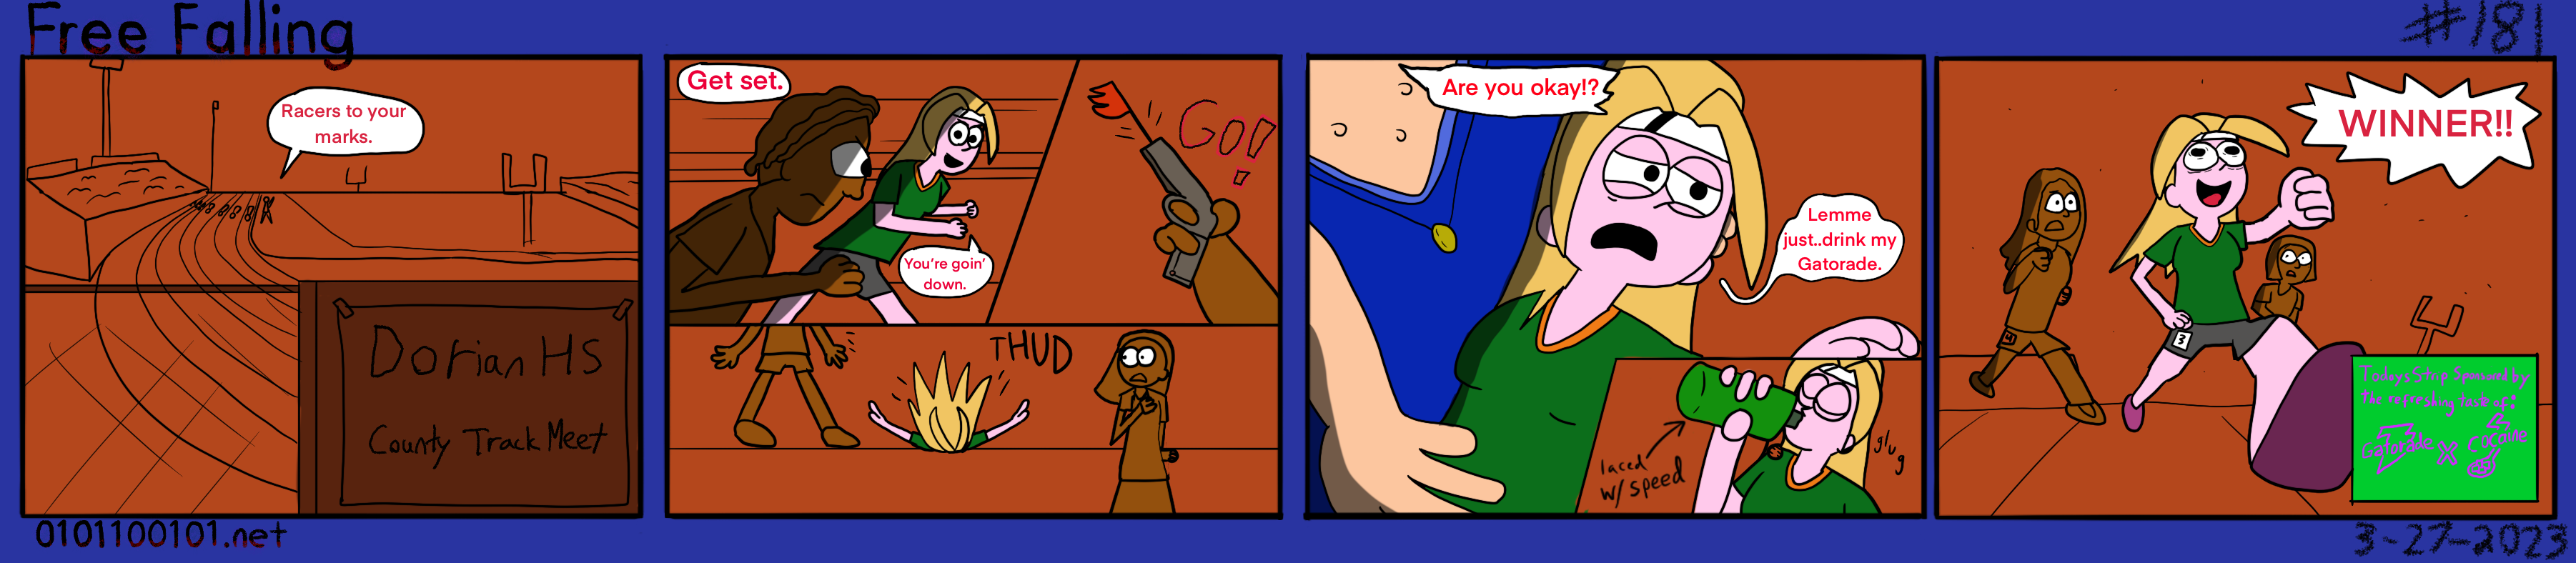 Free Falling
#181
Racers to your
marks.
Dorian HS
County Track Meet
Get set.
You're goin'
down.
GO!
THUD
Are you okay!?
Lemme
just..drink my
Gatorade.
laced
w/ speed
glug
WINNER!!
3
4
Todays Strip Sponsored by
the refreshing taste of:
Gatorade X Cocaine
0101100101.net
3-27-2023